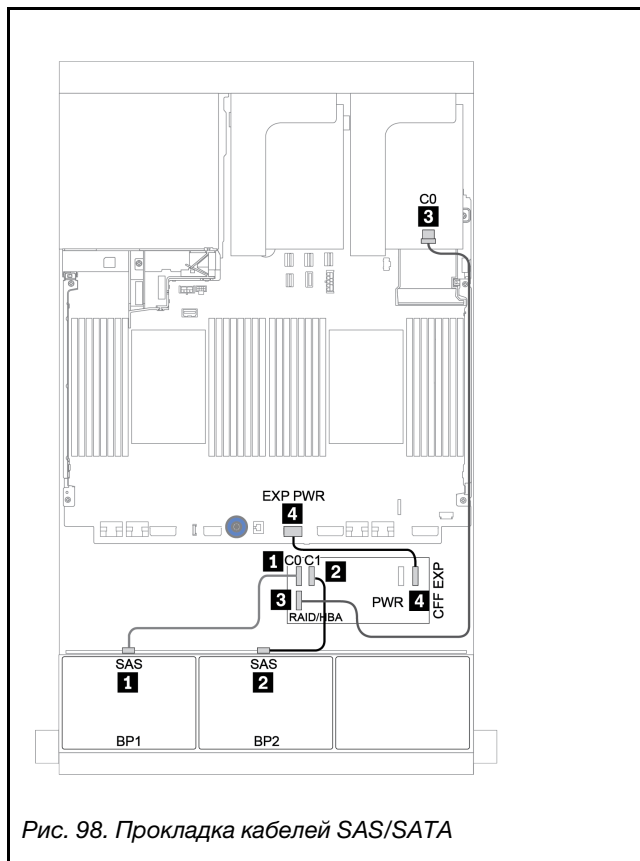 C0
3
EXP PWR
4
1 C0 C1 2
3
RAID/HBA
PWR 4
CFF EXP
SAS
1
SAS
2
BP1
BP2
Рис. 98. Прокладка кабелей SAS/SATA